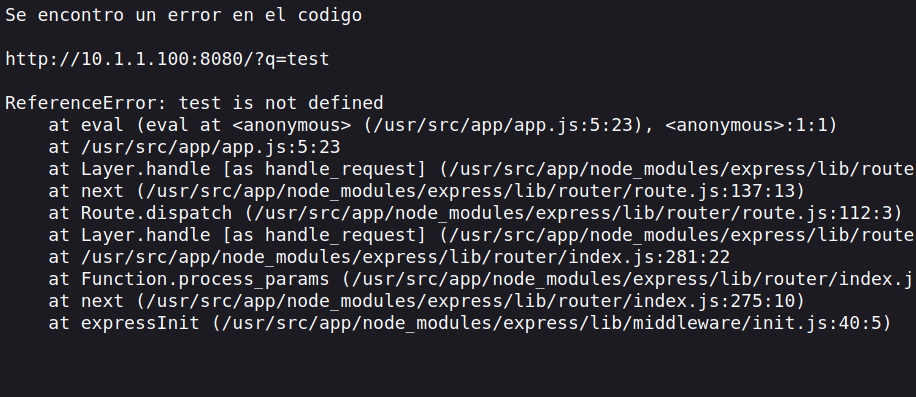 Se encontro un error en el codigo
http://10.1.1.100:8080/?q=test
ReferenceError: test is not defined
at eval (eval at <anonymous> (/usr/src/app/app.js:5:23), <anonymous>:1:1)
at /usr/src/app/app.js:5:23
at Layer.handle [as handle_request] (/usr/src/app/node_modules/express/lib/route
at next (/usr/src/app/node_modules/express/lib/router/route.js:137:13)
at Route.dispatch (/usr/src/app/node_modules/express/lib/router/route.js:112:3)
at Layer.handle [as handle_request] (/usr/src/app/node_modules/express/lib/route
at /usr/src/app/node_modules/express/lib/router/index.js:281:22
at Function.process_params (/usr/src/app/node_modules/express/lib/router/index.j
at next (/usr/src/app/node_modules/express/lib/router/index.js:275:10)
at expressInit (/usr/src/app/node_modules/express/lib/middleware/init.js:40:5)